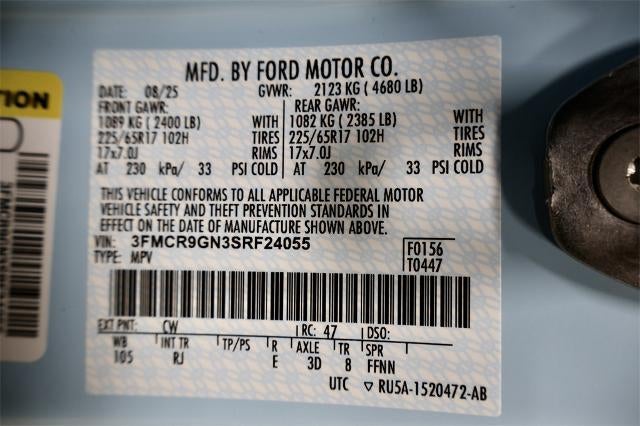 MFD. BY FORD MOTOR CO.
DATE: 08/25 GVWR: 2123 KG ( 4680 LB)
FRONT GAWR: REAR GAWR:
1089 KG ( 2400 LB) WITH 1082 KG ( 2385 LB) WITH
225/65R17 102H TIRES 225/65R17 102H TIRES
17x7.0J RIMS 17x7.0J RIMS
AT 230 kPa/ 33 PSI COLD AT 230 kPa/ 33 PSI COLD
THIS VEHICLE CONFORMS TO ALL APPLICABLE FEDERAL MOTOR
VEHICLE SAFETY AND THEFT PREVENTION STANDARDS IN
EFFECT ON THE DATE OF MANUFACTURE SHOWN ABOVE.
VIN: 3FMCR9GN3SRF24055
TYPE: MPV
F0156
T0447
EXT PNT: CW RC: 47 DSO:
WB INT TR TP/PS R AXLE TR SPR
105 RJ E 3D 8 FFNN
UTC ▽ RU5A-1520472-AB